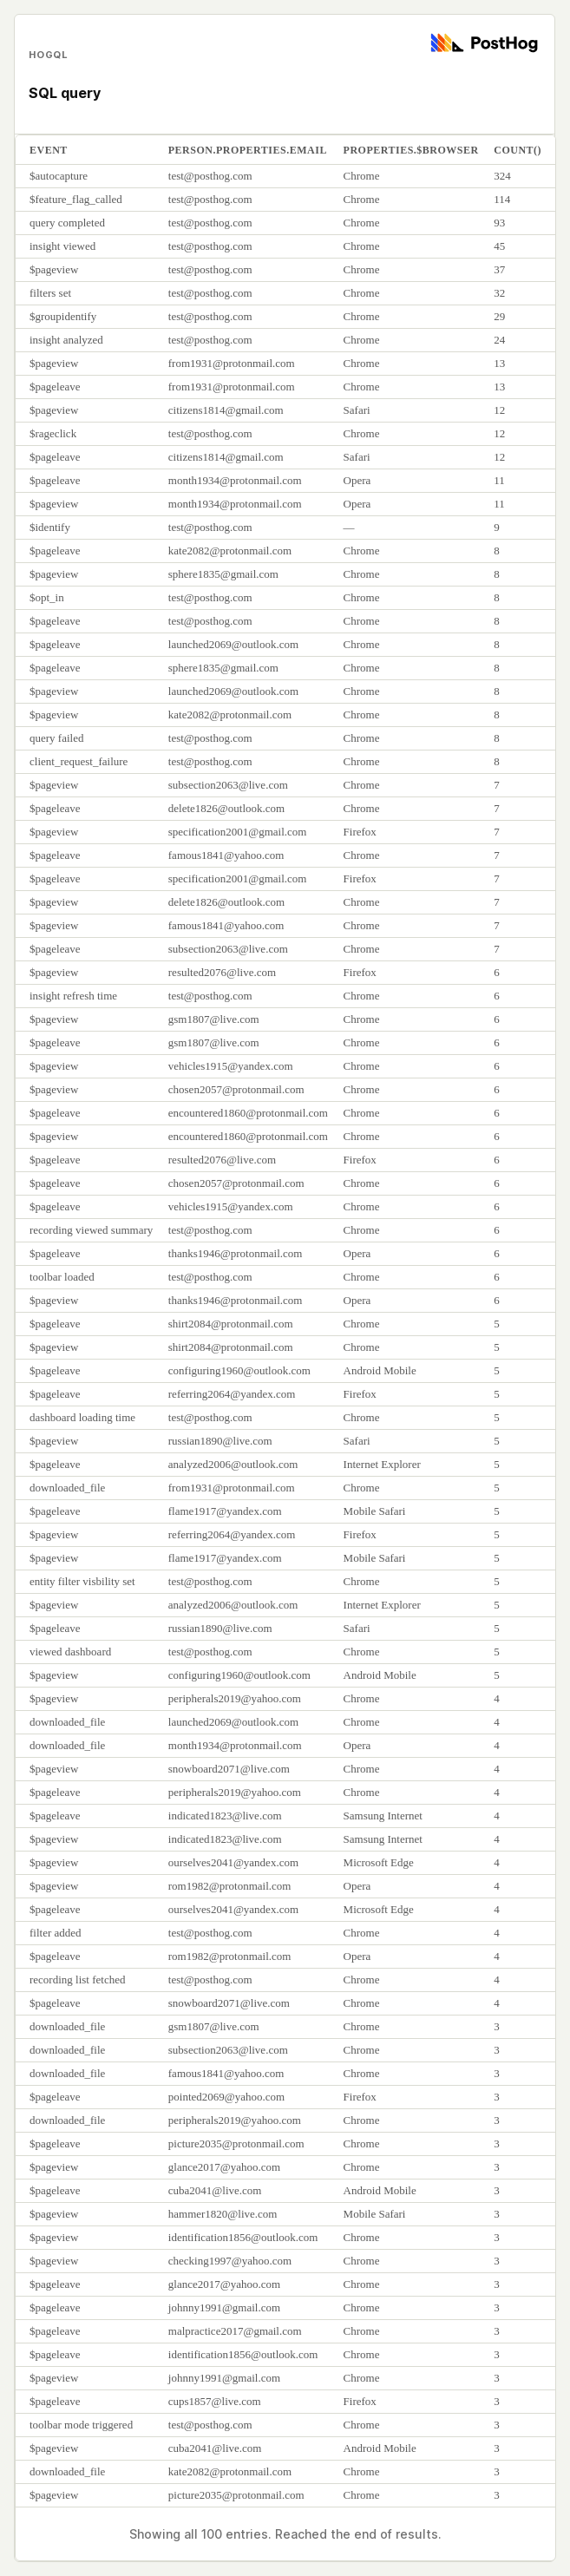 PostHog
HOGQL
SQL query
EVENT PERSON.PROPERTIES.EMAIL PROPERTIES.$BROWSER COUNT()
$autocapture test@posthog.com Chrome 324
$feature_flag_called test@posthog.com Chrome 114
query completed test@posthog.com Chrome 93
insight viewed test@posthog.com Chrome 45
$pageview test@posthog.com Chrome 37
filters set test@posthog.com Chrome 32
$groupidentify test@posthog.com Chrome 29
insight analyzed test@posthog.com Chrome 24
$pageview from1931@protonmail.com Chrome 13
$pageleave from1931@protonmail.com Chrome 13
$pageview citizens1814@gmail.com Safari 12
$rageclick test@posthog.com Chrome 12
$pageleave citizens1814@gmail.com Safari 12
$pageleave month1934@protonmail.com Opera 11
$pageview month1934@protonmail.com Opera 11
$identify test@posthog.com — 9
$pageleave kate2082@protonmail.com Chrome 8
$pageview sphere1835@gmail.com Chrome 8
$opt_in test@posthog.com Chrome 8
$pageleave test@posthog.com Chrome 8
$pageleave launched2069@outlook.com Chrome 8
$pageleave sphere1835@gmail.com Chrome 8
$pageview launched2069@outlook.com Chrome 8
$pageview kate2082@protonmail.com Chrome 8
query failed test@posthog.com Chrome 8
client_request_failure test@posthog.com Chrome 8
$pageview subsection2063@live.com Chrome 7
$pageleave delete1826@outlook.com Chrome 7
$pageview specification2001@gmail.com Firefox 7
$pageleave famous1841@yahoo.com Chrome 7
$pageleave specification2001@gmail.com Firefox 7
$pageview delete1826@outlook.com Chrome 7
$pageview famous1841@yahoo.com Chrome 7
$pageleave subsection2063@live.com Chrome 7
$pageview resulted2076@live.com Firefox 6
insight refresh time test@posthog.com Chrome 6
$pageview gsm1807@live.com Chrome 6
$pageleave gsm1807@live.com Chrome 6
$pageview vehicles1915@yandex.com Chrome 6
$pageview chosen2057@protonmail.com Chrome 6
$pageleave encountered1860@protonmail.com Chrome 6
$pageview encountered1860@protonmail.com Chrome 6
$pageleave resulted2076@live.com Firefox 6
$pageleave chosen2057@protonmail.com Chrome 6
$pageleave vehicles1915@yandex.com Chrome 6
recording viewed summary test@posthog.com Chrome 6
$pageleave thanks1946@protonmail.com Opera 6
toolbar loaded test@posthog.com Chrome 6
$pageview thanks1946@protonmail.com Opera 6
$pageleave shirt2084@protonmail.com Chrome 5
$pageview shirt2084@protonmail.com Chrome 5
$pageleave configuring1960@outlook.com Android Mobile 5
$pageleave referring2064@yandex.com Firefox 5
dashboard loading time test@posthog.com Chrome 5
$pageview russian1890@live.com Safari 5
$pageleave analyzed2006@outlook.com Internet Explorer 5
downloaded_file from1931@protonmail.com Chrome 5
$pageleave flame1917@yandex.com Mobile Safari 5
$pageview referring2064@yandex.com Firefox 5
$pageview flame1917@yandex.com Mobile Safari 5
entity filter visbility set test@posthog.com Chrome 5
$pageview analyzed2006@outlook.com Internet Explorer 5
$pageleave russian1890@live.com Safari 5
viewed dashboard test@posthog.com Chrome 5
$pageview configuring1960@outlook.com Android Mobile 5
$pageview peripherals2019@yahoo.com Chrome 4
downloaded_file launched2069@outlook.com Chrome 4
downloaded_file month1934@protonmail.com Opera 4
$pageview snowboard2071@live.com Chrome 4
$pageleave peripherals2019@yahoo.com Chrome 4
$pageleave indicated1823@live.com Samsung Internet 4
$pageview indicated1823@live.com Samsung Internet 4
$pageview ourselves2041@yandex.com Microsoft Edge 4
$pageview rom1982@protonmail.com Opera 4
$pageleave ourselves2041@yandex.com Microsoft Edge 4
filter added test@posthog.com Chrome 4
$pageleave rom1982@protonmail.com Opera 4
recording list fetched test@posthog.com Chrome 4
$pageleave snowboard2071@live.com Chrome 4
downloaded_file gsm1807@live.com Chrome 3
downloaded_file subsection2063@live.com Chrome 3
downloaded_file famous1841@yahoo.com Chrome 3
$pageleave pointed2069@yahoo.com Firefox 3
downloaded_file peripherals2019@yahoo.com Chrome 3
$pageleave picture2035@protonmail.com Chrome 3
$pageview glance2017@yahoo.com Chrome 3
$pageleave cuba2041@live.com Android Mobile 3
$pageview hammer1820@live.com Mobile Safari 3
$pageview identification1856@outlook.com Chrome 3
$pageview checking1997@yahoo.com Chrome 3
$pageleave glance2017@yahoo.com Chrome 3
$pageleave johnny1991@gmail.com Chrome 3
$pageleave malpractice2017@gmail.com Chrome 3
$pageleave identification1856@outlook.com Chrome 3
$pageview johnny1991@gmail.com Chrome 3
$pageleave cups1857@live.com Firefox 3
toolbar mode triggered test@posthog.com Chrome 3
$pageview cuba2041@live.com Android Mobile 3
downloaded_file kate2082@protonmail.com Chrome 3
$pageview picture2035@protonmail.com Chrome 3
Showing all 100 entries. Reached the end of results.